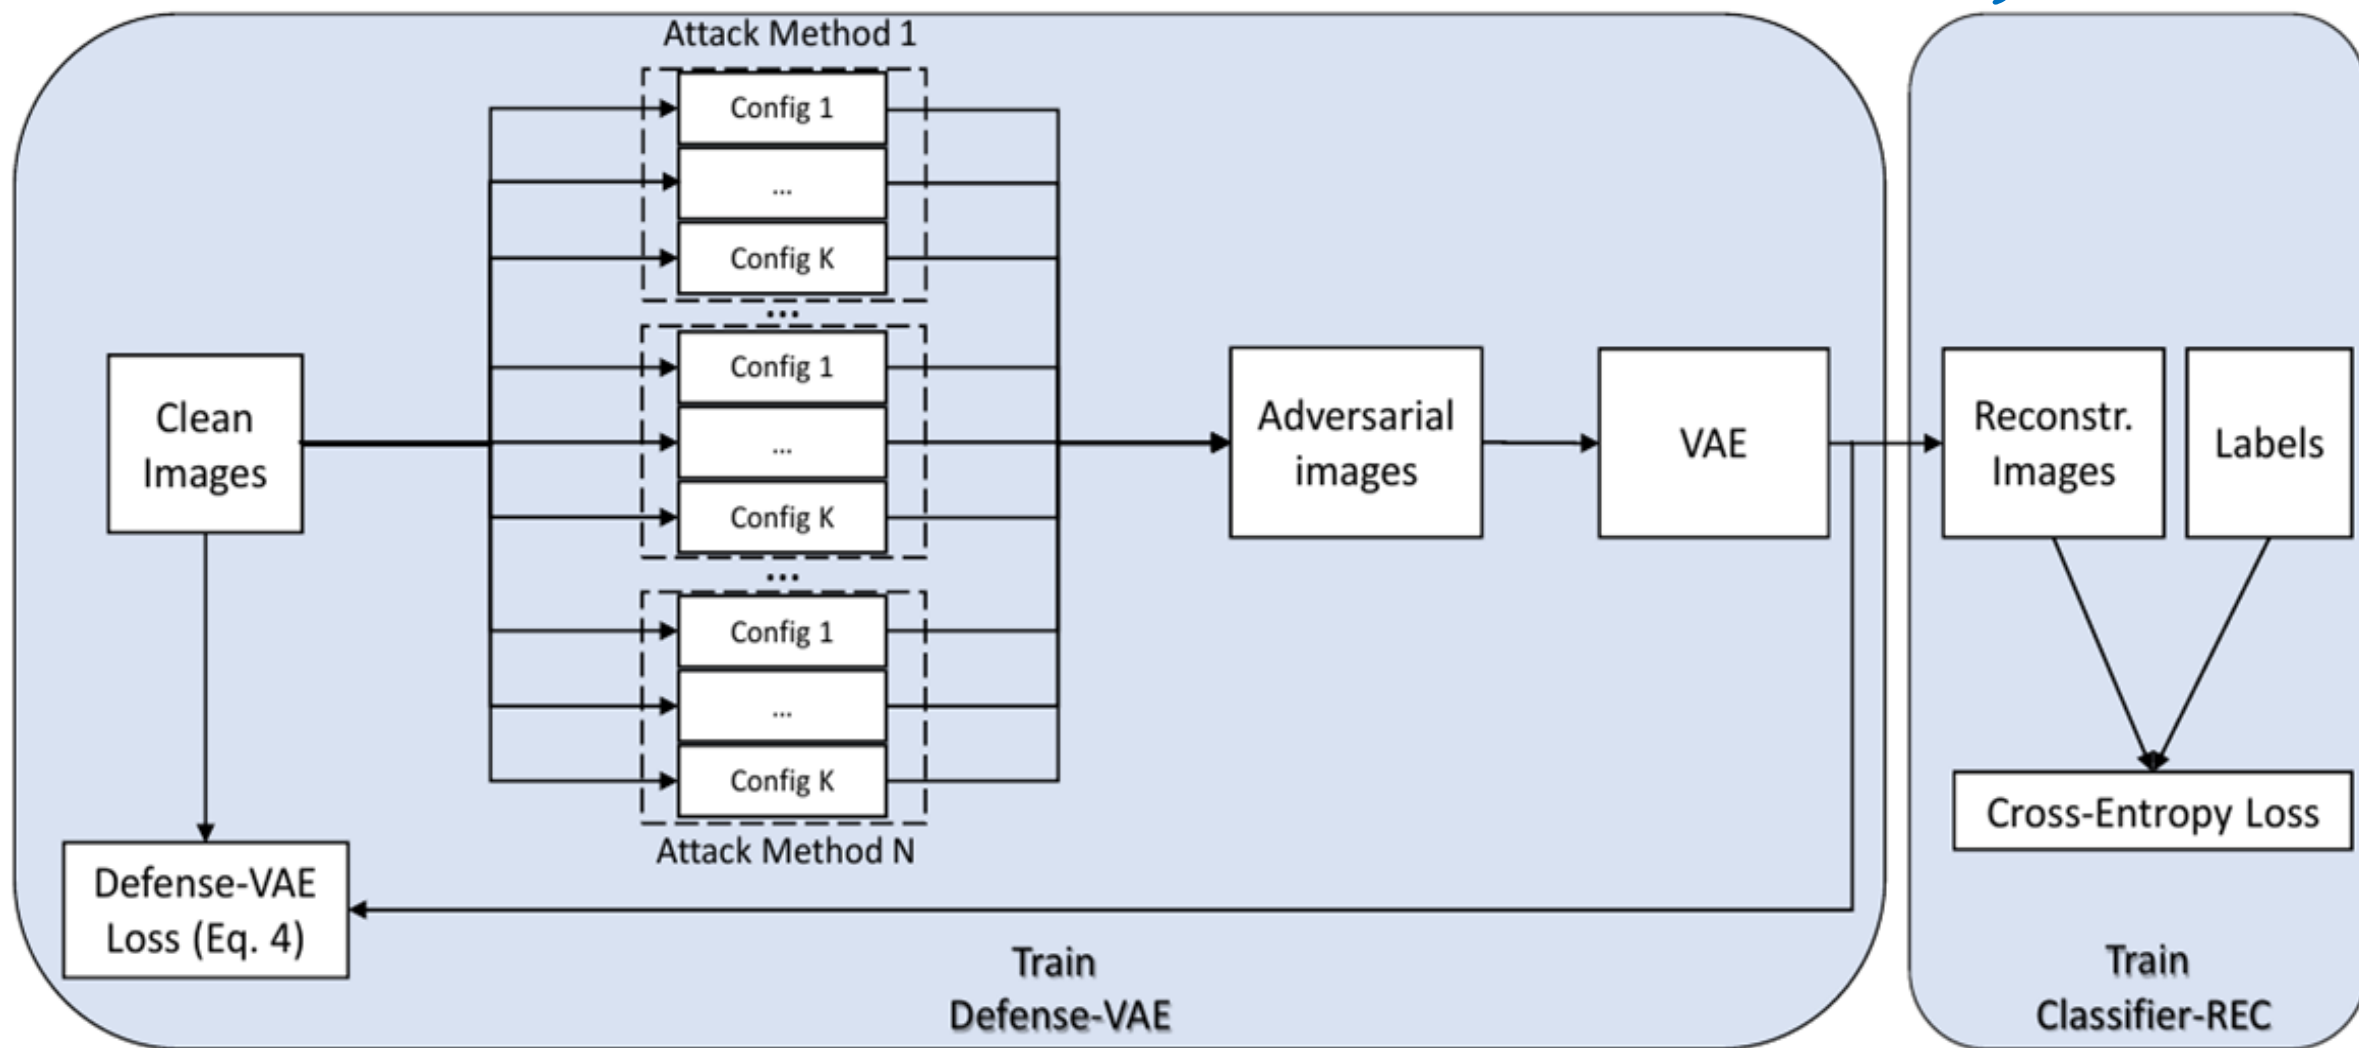 Attack Method 1
Config 1
...
Config K
...
Config 1
...
Config K
...
Config 1
...
Config K
Attack Method N
Clean
Images
Adversarial
images
VAE
Reconstr.
Images
Labels
Defense-VAE
Loss (Eq. 4)
Cross-Entropy Loss
Train
Defense-VAE
Train
Classifier-REC